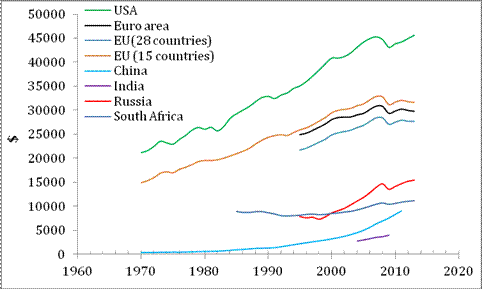 USA
Euro area
EU(28 countries)
EU (15 countries)
China
India
Russia
South Africa
$
50000
45000
40000
35000
30000
25000
20000
15000
10000
5000
0
1960
1970
1980
1990
2000
2010
2020